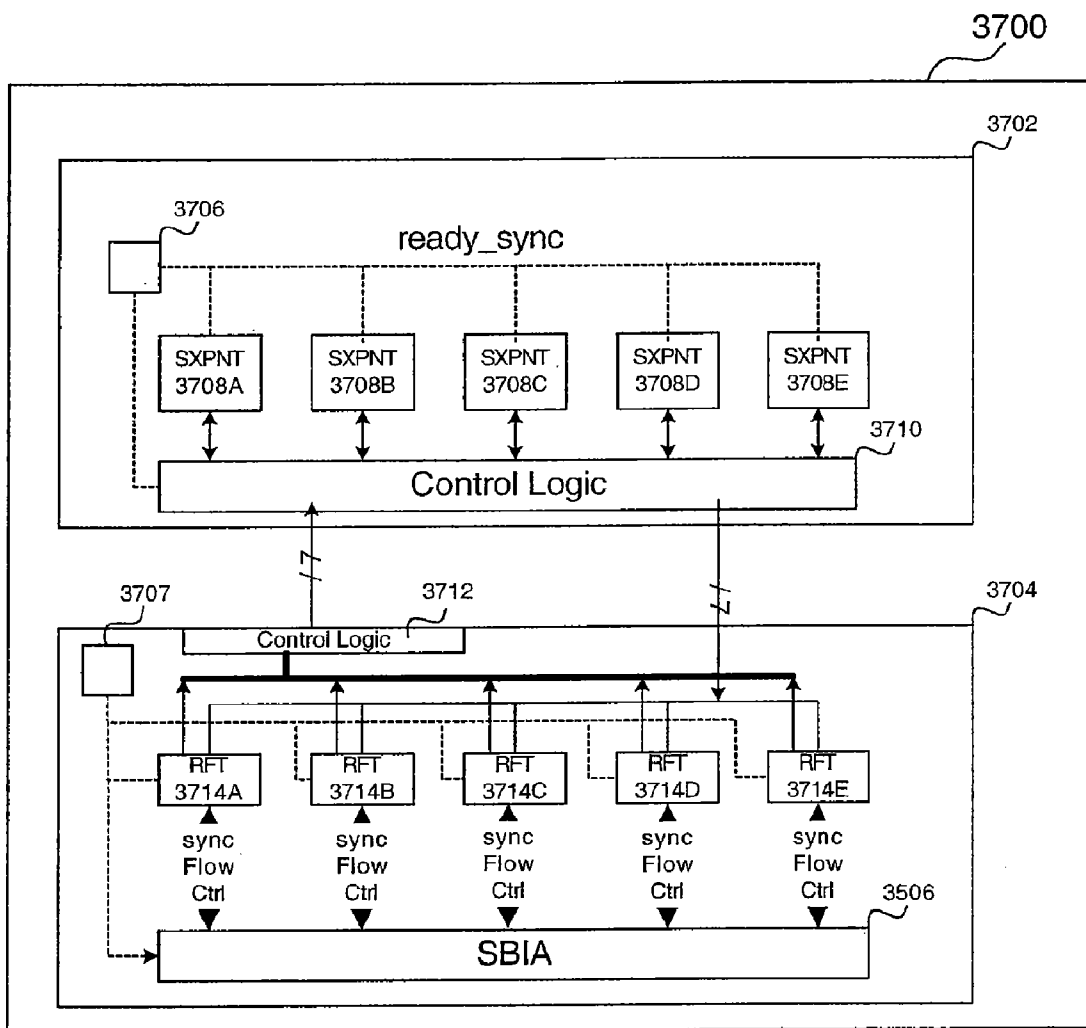 3700
3702
3706
ready_sync
SXPNT
3708A
SXPNT
3708B
SXPNT
3708C
SXPNT
3708D
SXPNT
3708E
3710
Control Logic
7
7
3707
3712
3704
Control Logic
RFT
3714A
RFT
3714B
RFT
3714C
RFT
3714D
RFT
3714E
sync
Flow
Ctrl
sync
Flow
Ctrl
sync
Flow
Ctrl
sync
Flow
Ctrl
sync
Flow
Ctrl
3506
SBIA